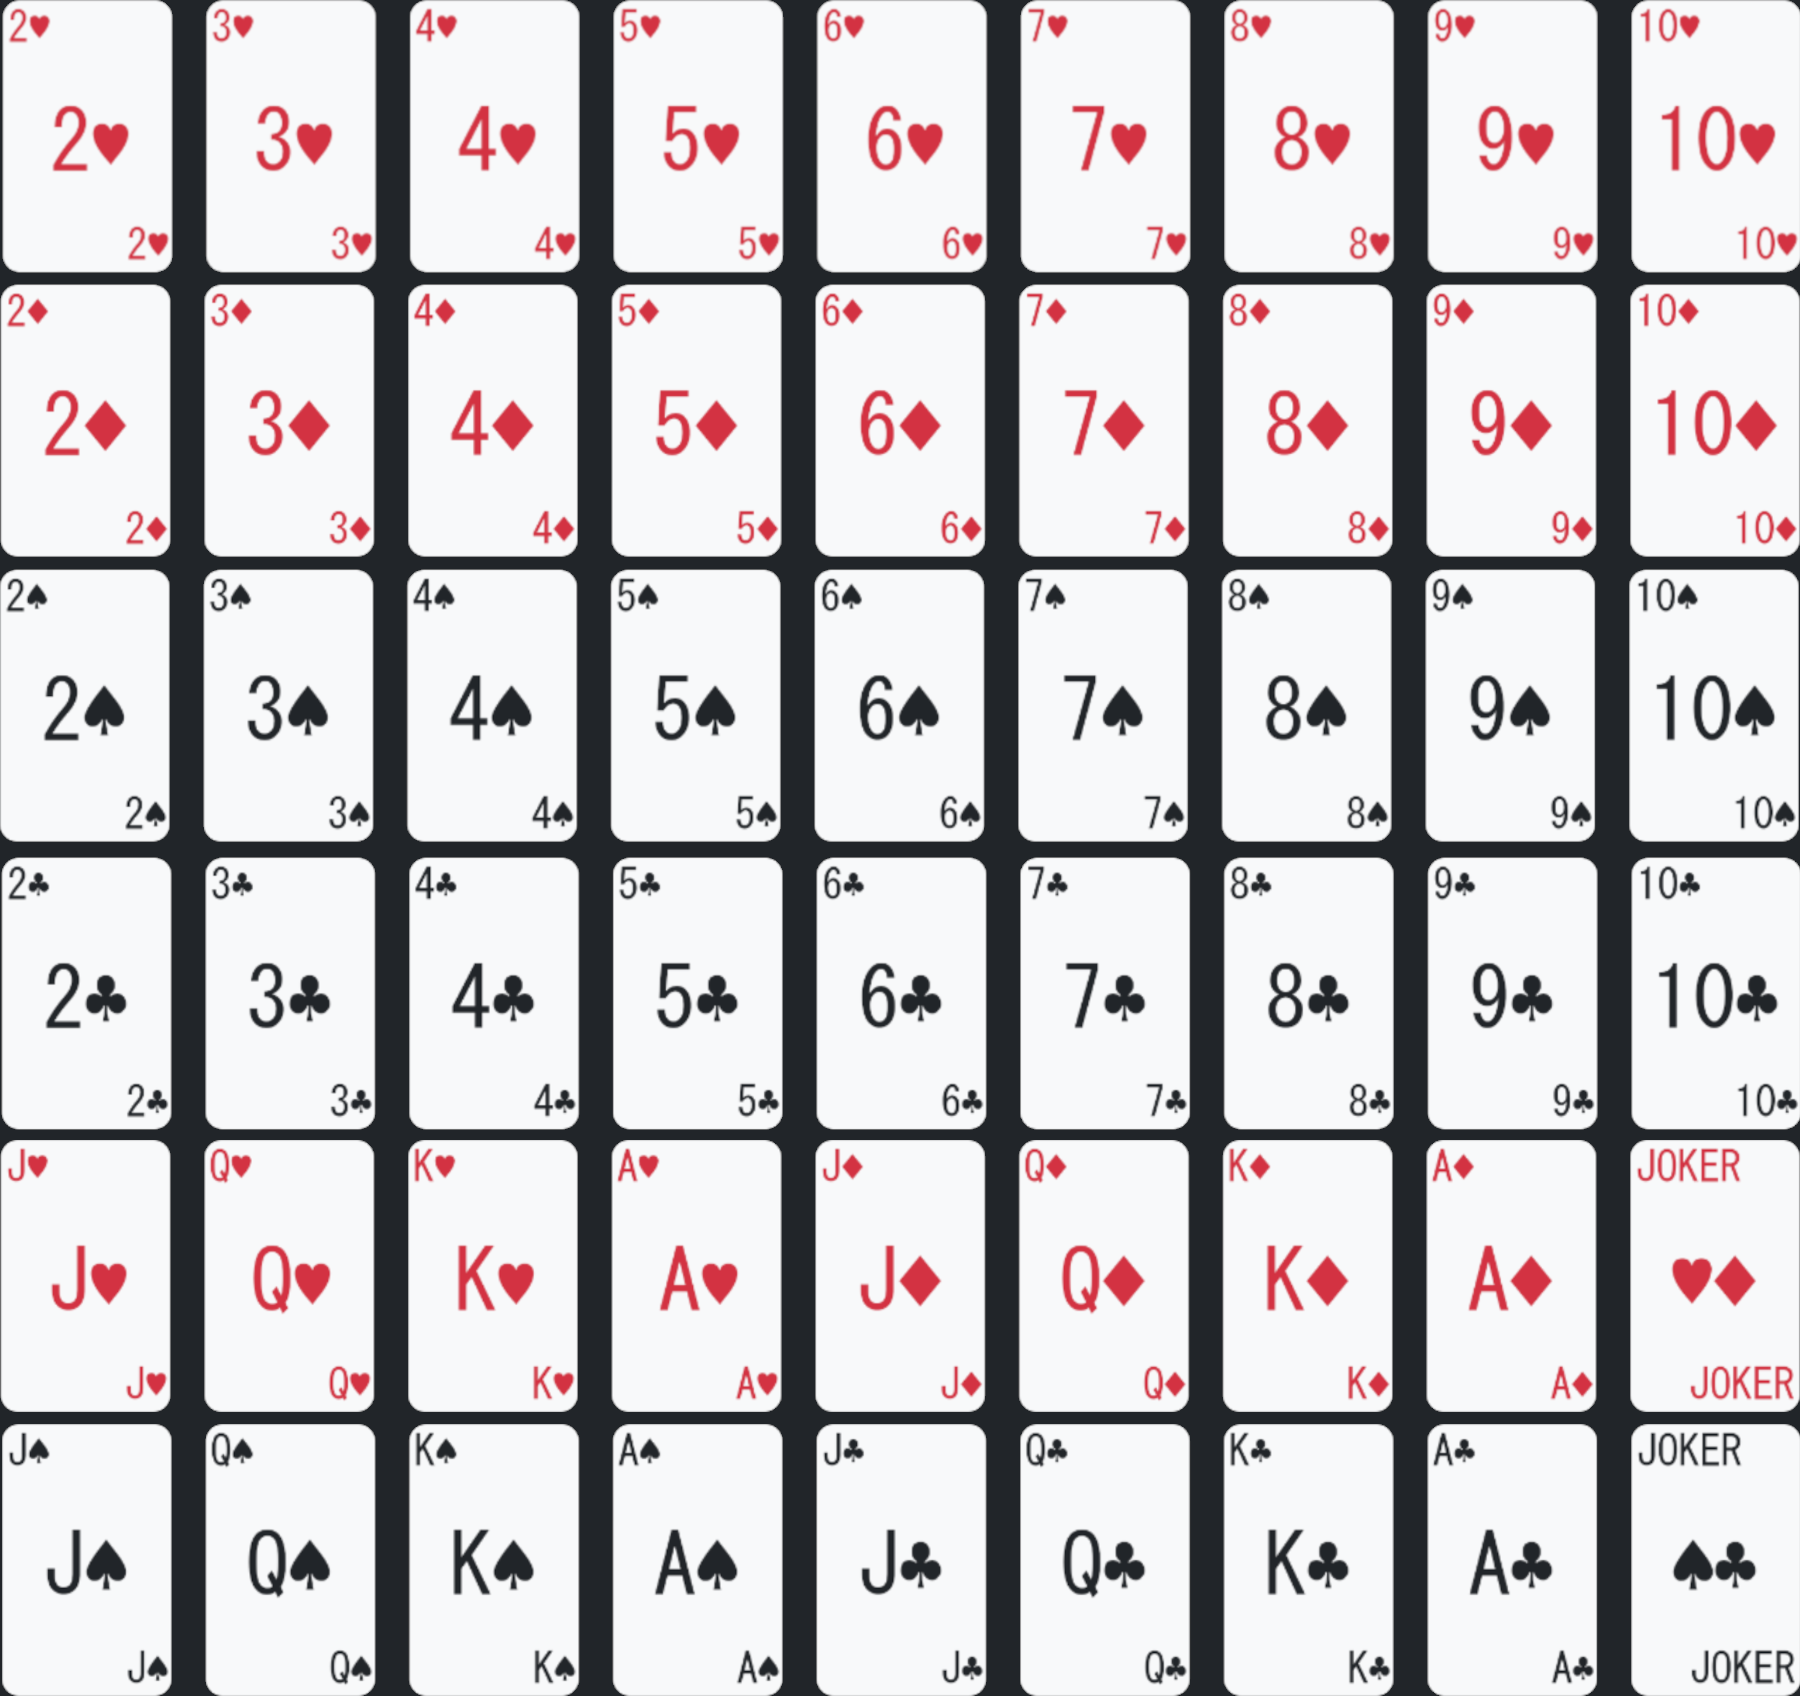 2♥ 3♥ 4♥ 5♥ 6♥ 7♥ 8♥ 9♥ 10♥
2♥ 3♥ 4♥ 5♥ 6♥ 7♥ 8♥ 9♥ 10♥
2♥ 3♥ 4♥ 5♥ 6♥ 7♥ 8♥ 9♥ 10♥
2♦ 3♦ 4♦ 5♦ 6♦ 7♦ 8♦ 9♦ 10♦
2♦ 3♦ 4♦ 5♦ 6♦ 7♦ 8♦ 9♦ 10♦
2♦ 3♦ 4♦ 5♦ 6♦ 7♦ 8♦ 9♦ 10♦
2♠ 3♠ 4♠ 5♠ 6♠ 7♠ 8♠ 9♠ 10♠
2♠ 3♠ 4♠ 5♠ 6♠ 7♠ 8♠ 9♠ 10♠
2♠ 3♠ 4♠ 5♠ 6♠ 7♠ 8♠ 9♠ 10♠
2♣ 3♣ 4♣ 5♣ 6♣ 7♣ 8♣ 9♣ 10♣
2♣ 3♣ 4♣ 5♣ 6♣ 7♣ 8♣ 9♣ 10♣
2♣ 3♣ 4♣ 5♣ 6♣ 7♣ 8♣ 9♣ 10♣
J♥ Q♥ K♥ A♥ J♦ Q♦ K♦ A♦ JOKER
J♥ Q♥ K♥ A♥ J♦ Q♦ K♦ A♦ ♥♦
J♥ Q♥ K♥ A♥ J♦ Q♦ K♦ A♦ JOKER
J♠ Q♠ K♠ A♠ J♣ Q♣ K♣ A♣ JOKER
J♠ Q♠ K♠ A♠ J♣ Q♣ K♣ A♣ ♠♣
J♠ Q♠ K♠ A♠ J♣ Q♣ K♣ A♣ JOKER